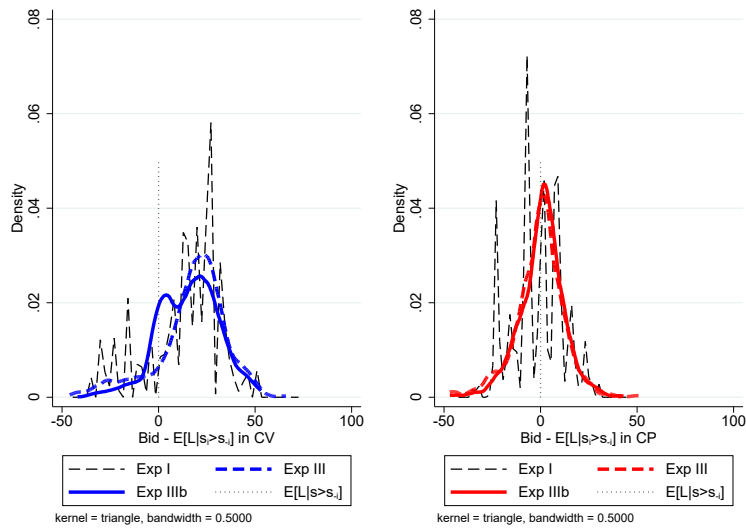 .08
.06
.04
.02
0
Density
-50 0 50 100
Bid - E[L|sᵢ>s₋ᵢ] in CV
Exp I Exp III
Exp IIIb E[L|s>s₋ᵢ]
kernel = triangle, bandwidth = 0.5000
.08
.06
.04
.02
0
Density
-50 0 50 100
Bid - E[L|sᵢ>s₋ᵢ] in CP
Exp I Exp III
Exp IIIb E[L|s>s₋ᵢ]
kernel = triangle, bandwidth = 0.5000